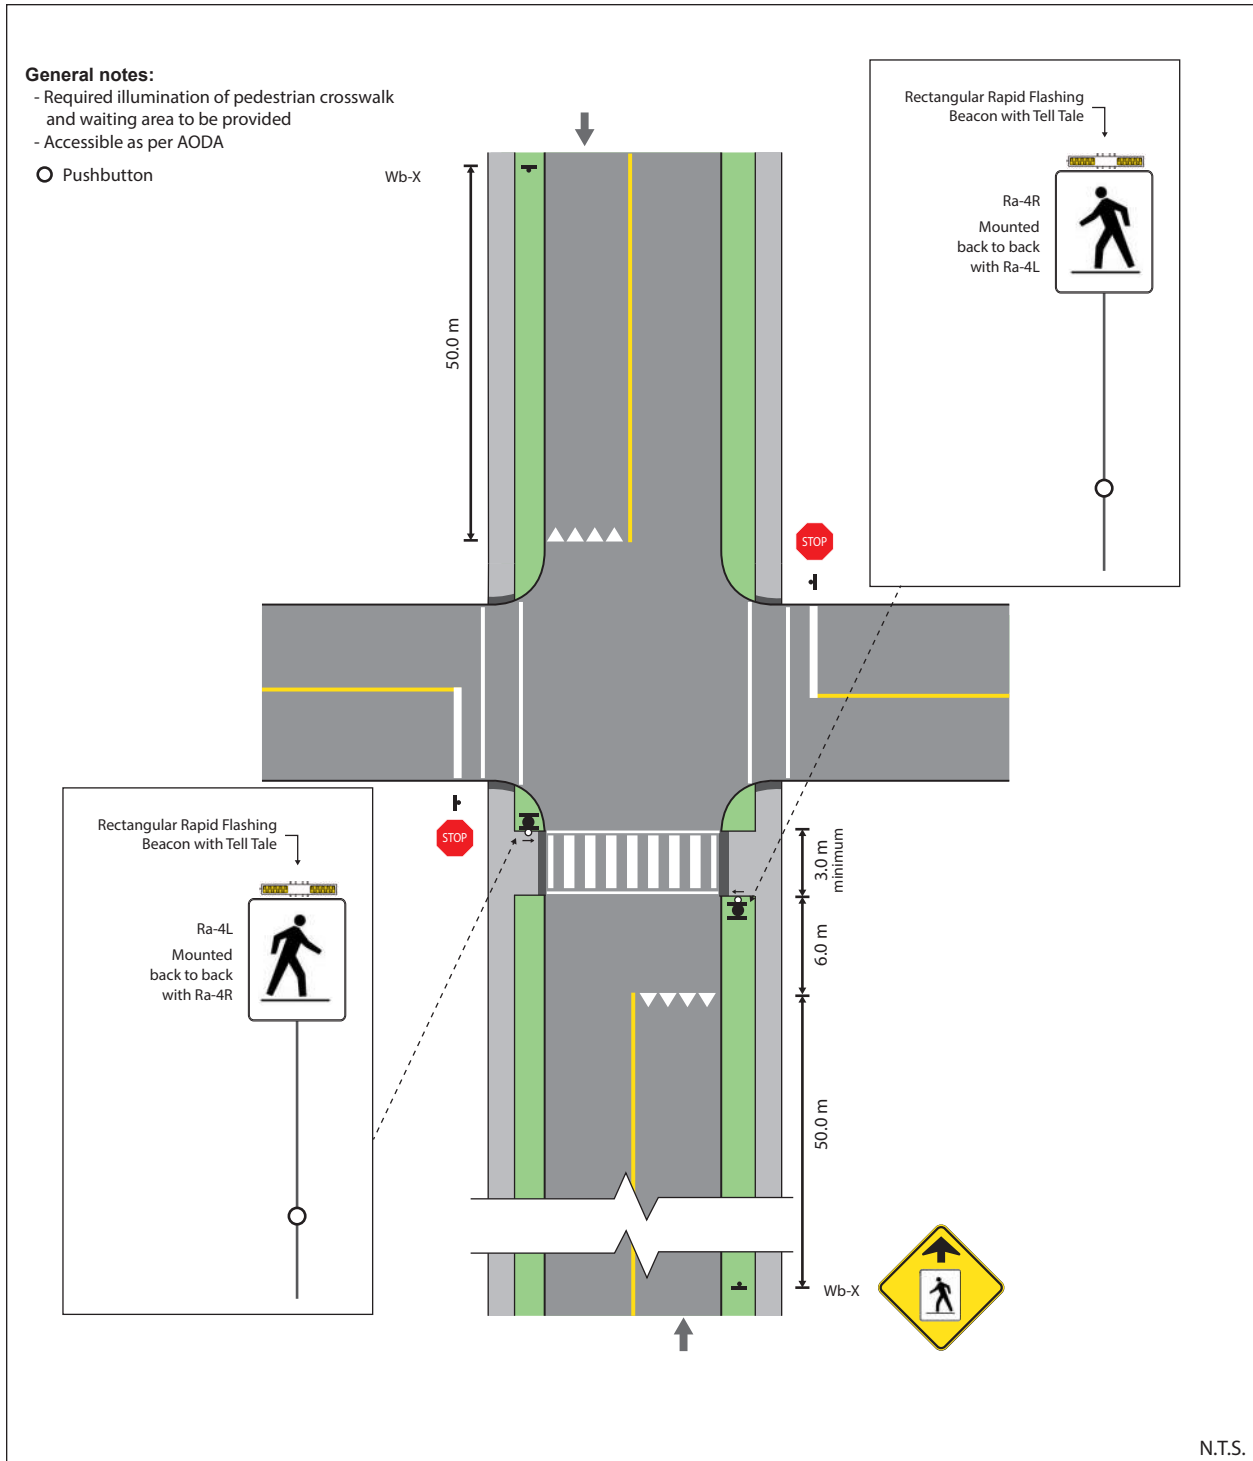 General notes:
- Required illumination of pedestrian crosswalk
and waiting area to be provided
- Accessible as per AODA
Pushbutton
Wb-X
50.0 m
Rectangular Rapid Flashing
Beacon with Tell Tale
Ra-4R
Mounted
back to back
with Ra-4L
STOP
STOP
Rectangular Rapid Flashing
Beacon with Tell Tale
Ra-4L
Mounted
back to back
with Ra-4R
3.0 m
minimum
6.0 m
50.0 m
Wb-X
N.T.S.